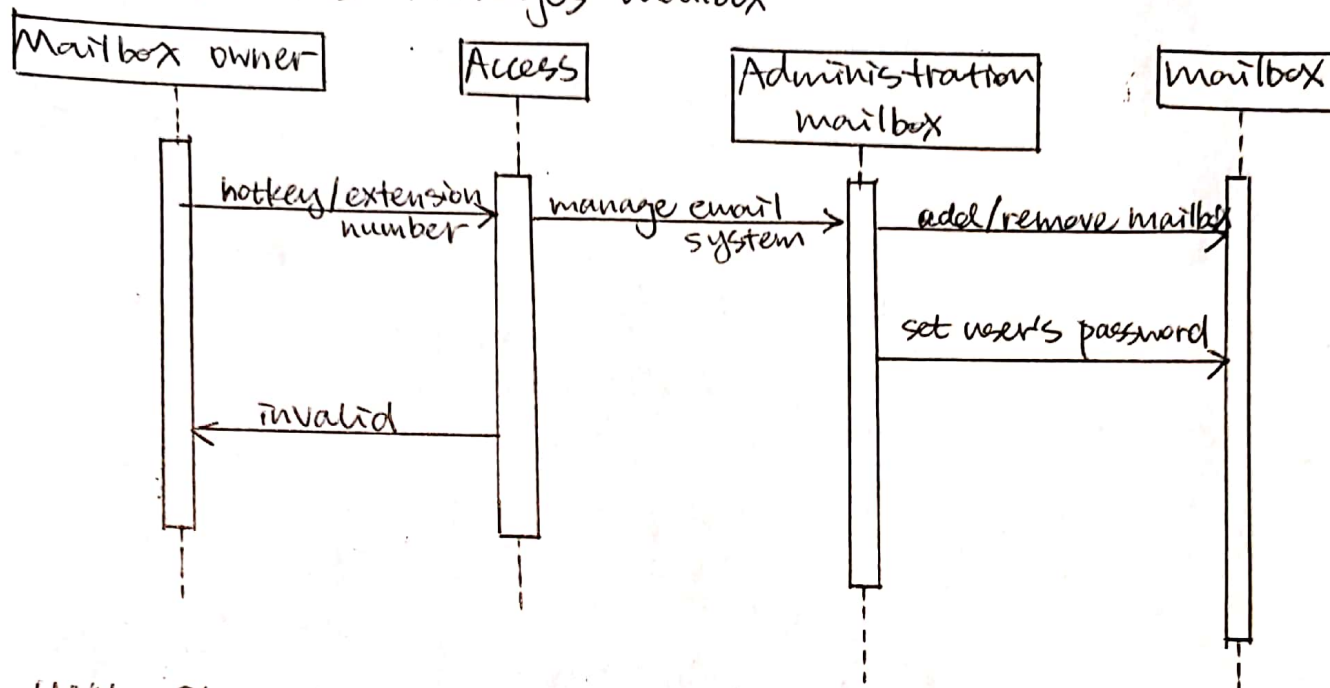 mailbox
Mailbox owner
Access
Administration
mailbox
mailbox
hotkey/extension
number
manage email
system
add/remove mailbox
set user's password
invalid